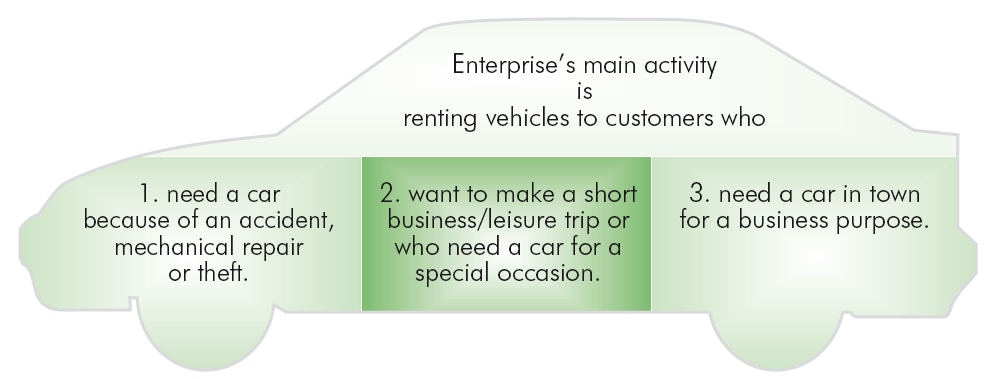 Enterprise’s main activity
is
renting vehicles to customers who
1. need a car
because of an accident,
mechanical repair
or theft.
2. want to make a short
business/leisure trip or
who need a car for a
special occasion.
3. need a car in town
for a business purpose.